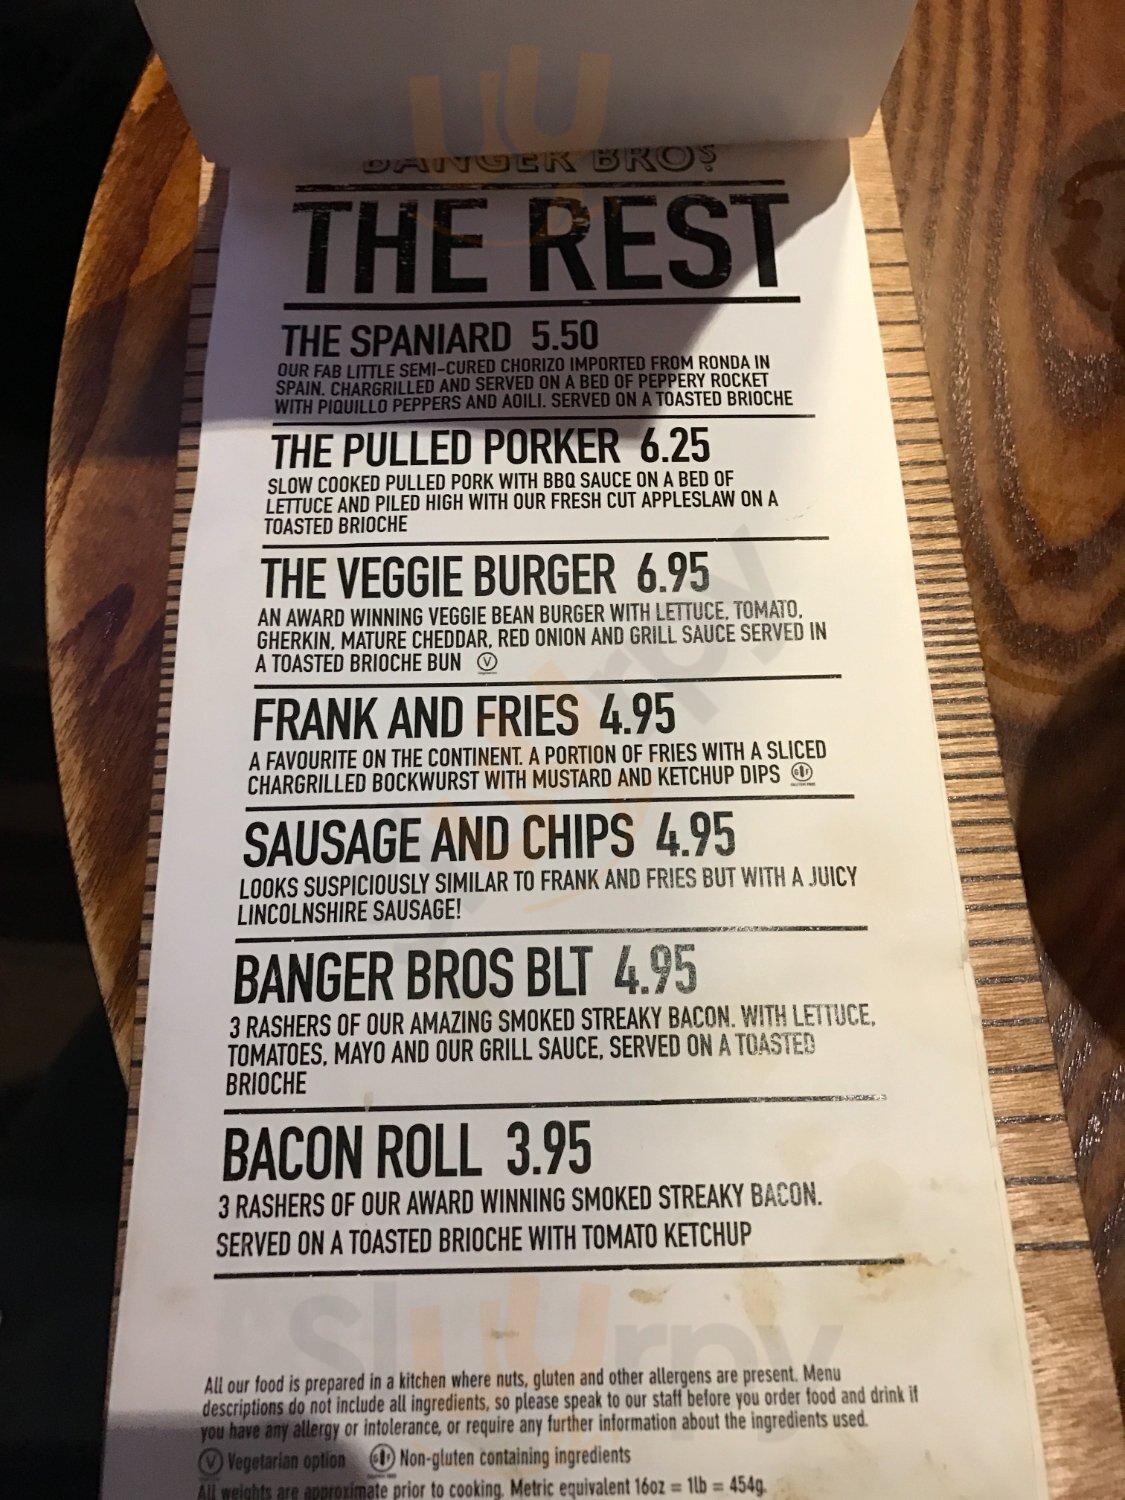 BANGER BRO$
THE REST
THE SPANIARD 5.50
OUR FAB LITTLE SEMI-CURED CHORIZO IMPORTED FROM RONDA IN
SPAIN. CHARGRILLED AND SERVED ON A BED OF PEPPERY ROCKET
WITH PIQUILLO PEPPERS AND AOILI. SERVED ON A TOASTED BRIOCHE
THE PULLED PORKER 6.25
SLOW COOKED PULLED PORK WITH BBQ SAUCE ON A BED OF
LETTUCE AND PILED HIGH WITH OUR FRESH CUT APPLESLAW ON A
TOASTED BRIOCHE
THE VEGGIE BURGER 6.95
AN AWARD WINNING VEGGIE BEAN BURGER WITH LETTUCE, TOMATO,
GHERKIN, MATURE CHEDDAR, RED ONION AND GRILL SAUCE SERVED IN
A TOASTED BRIOCHE BUN V
FRANK AND FRIES 4.95
A FAVOURITE ON THE CONTINENT. A PORTION OF FRIES WITH A SLICED
CHARGRILLED BOCKWURST WITH MUSTARD AND KETCHUP DIPS
SAUSAGE AND CHIPS 4.95
LOOKS SUSPICIOUSLY SIMILAR TO FRANK AND FRIES BUT WITH A JUICY
LINCOLNSHIRE SAUSAGE!
BANGER BROS BLT 4.95
3 RASHERS OF OUR AMAZING SMOKED STREAKY BACON. WITH LETTUCE,
TOMATOES, MAYO AND OUR GRILL SAUCE, SERVED ON A TOASTED
BRIOCHE
BACON ROLL 3.95
3 RASHERS OF OUR AWARD WINNING SMOKED STREAKY BACON.
SERVED ON A TOASTED BRIOCHE WITH TOMATO KETCHUP
Slurpy
All our food is prepared in a kitchen where nuts, gluten and other allergens are present. Menu
descriptions do not include all ingredients, so please speak to our staff before you order food and drink if
you have any allergy or intolerance, or require any further information about the ingredients used.
V Vegetarian option Non-gluten containing ingredients
All weights are approximate prior to cooking. Metric equivalent 16oz = 1lb = 454g.